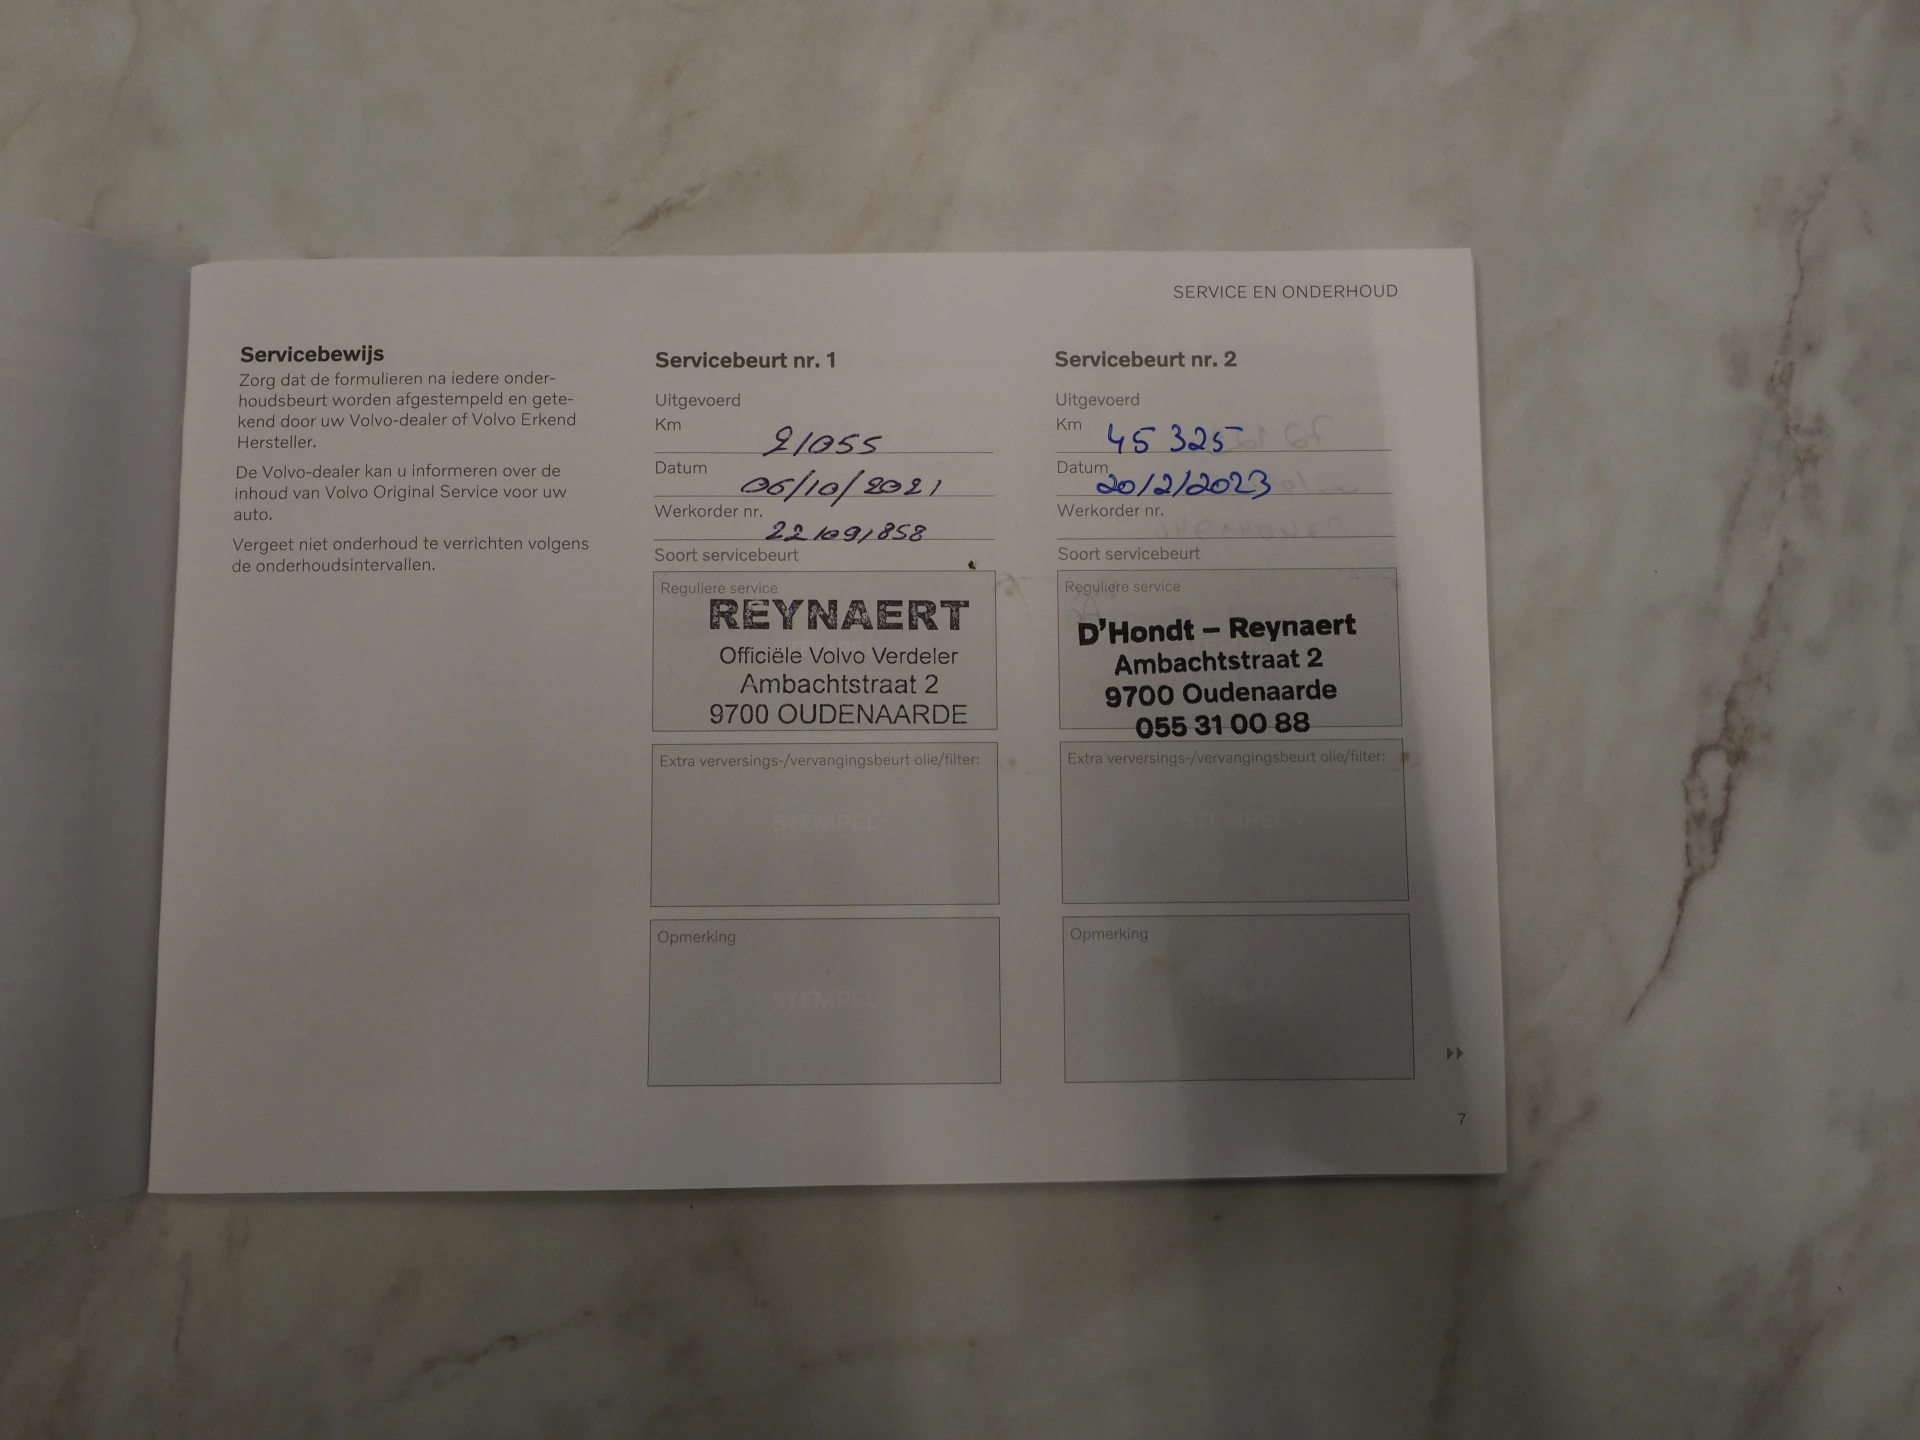 SERVICE EN ONDERHOUD
Servicebewijs
Zorg dat de formulieren na iedere onder-
houdsbeurt worden afgestempeld en gete-
kend door uw Volvo-dealer of Volvo Erkend
Hersteller.
De Volvo-dealer kan u informeren over de
inhoud van Volvo Original Service voor uw
auto.
Vergeet niet onderhoud te verrichten volgens
de onderhoudsintervallen.
Servicebeurt nr. 1
Uitgevoerd
Km
21055
Datum
06/10/2021
Werkorder nr.
Soort servicebeurt
Reguliere service
REYNAERT
Officiële Volvo Verdeler
Ambachtstraat 2
9700 OUDENAARDE
Extra verversings-/vervangingsbeurt olie/filter:
STEMPEL
Opmerking
STEMPEL
Servicebeurt nr. 2
Uitgevoerd
Km
45 325
Datum
20/2/2023
Werkorder nr.
Soort servicebeurt
Reguliere service
D'Hondt – Reynaert
Ambachtstraat 2
9700 Oudenaarde
055 31 00 88
Extra verversings-/vervangingsbeurt olie/filter:
STEMPEL
Opmerking
STEMPEL
7